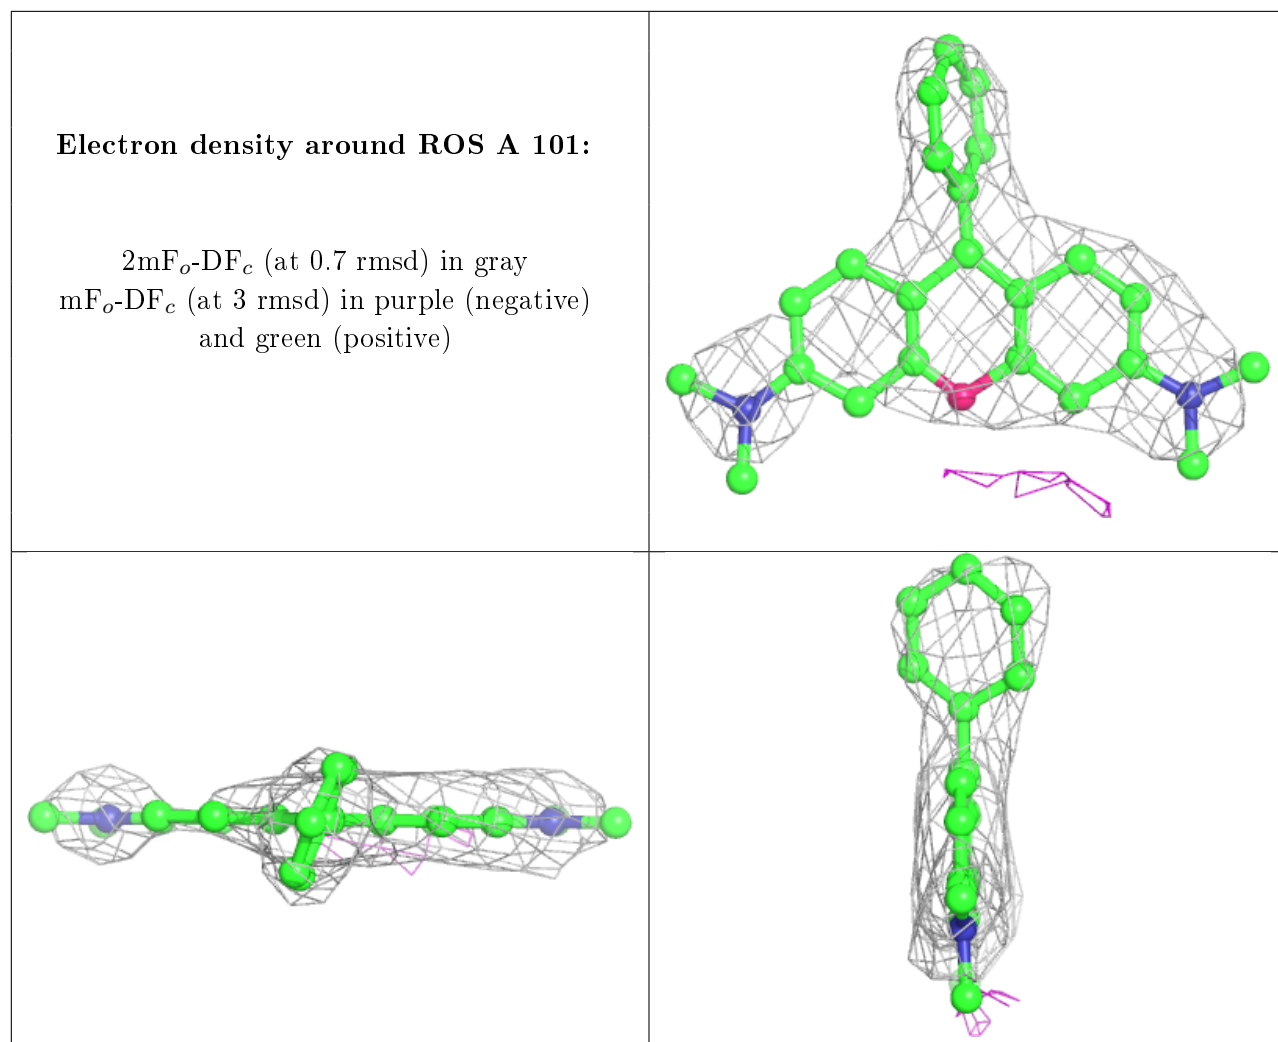 Electron density around ROS A 101:
2mFo-DFc (at 0.7 rmsd) in gray
mFo-DFc (at 3 rmsd) in purple (negative)
and green (positive)